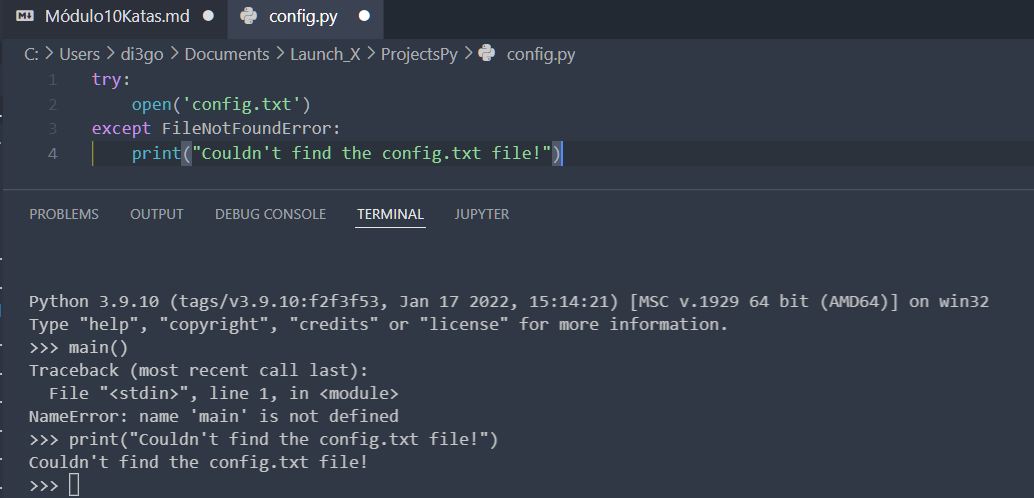 Módulo10Katas.md ● config.py ●
C: > Users > di3go > Documents > Launch_X > ProjectsPy > config.py
1 try:
2     open('config.txt')
3 except FileNotFoundError:
4     print("Couldn't find the config.txt file!")
PROBLEMS OUTPUT DEBUG CONSOLE TERMINAL JUPYTER
Python 3.9.10 (tags/v3.9.10:f2f3f53, Jan 17 2022, 15:14:21) [MSC v.1929 64 bit (AMD64)] on win32
Type "help", "copyright", "credits" or "license" for more information.
>>> main()
Traceback (most recent call last):
  File "<stdin>", line 1, in <module>
NameError: name 'main' is not defined
>>> print("Couldn't find the config.txt file!")
Couldn't find the config.txt file!
>>>